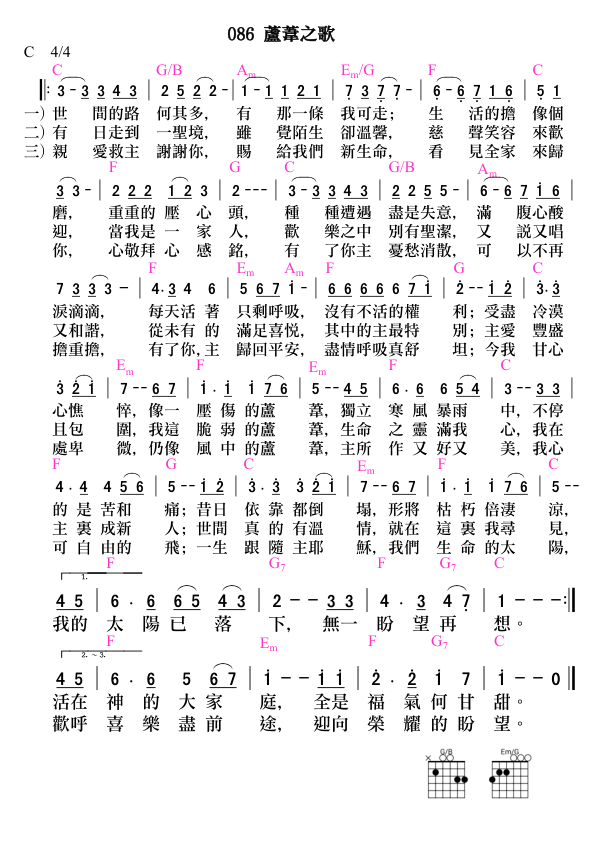 086 蘆葦之歌
C 4/4
C G/B Am Em/G F C
3-3 3 4 3 | 2 5 2 2- | 1-1 1 2 1 | 7 3 7 7- | 6-6 7 1 6 | 5 1
一) 世 間的路 何其多, 有 那一條 我可走; 生 活的擔 像個
二) 有 日走到 一聖境, 雖 覺陌生 卻溫馨, 慈 聲笑容 來歡
三) 親 愛救主 謝謝你, 賜 給我們 新生命, 看 見全家 來歸
F G C G/B Am
3 3- | 2 2 2 1 2 | 2--- | 3-3 3 4 3 | 2 2 5 5- | 6-6 7 1 6
磨, 重重的 壓 心 頭, 種 種遭遇 盡是失意, 滿 腹心酸
迎, 當我是 一 家 人, 歡 樂之中 別有聖潔, 又 説又唱
你, 心敬拜 心 感 銘, 有 了你主 憂愁消散, 可 以不再
F Em Am F G C
7 3 3 3- | 4.3 4 6 | 5 5 6 1- | 6 6 6 6 6 7 1 | 2--1 2 | 3.3
淚滴滴, 每天活 著 只剩呼吸, 沒有不活的權 利; 受盡 冷漠
又和諧, 從未有 的 滿足喜悦, 其中的主最特 別; 主愛 豐盛
擔重擔, 有了你, 主 歸回平安, 盡情呼吸真舒 坦; 今我 甘心
Em F Em F C
3 2 1 | 7--6 7 | 1.1 1 7 6 | 5--4 5 | 6.6 6 5 4 | 3--3 3
心憔 悴, 像一 壓 傷 的蘆 葦, 獨立 寒 風 暴雨 中, 不停
且包 圍, 我這 脆 弱 的蘆 葦, 生命 之 靈 滿我 心, 我在
處卑 微, 仍像 風 中 的蘆 葦, 主所 作 又 好又 美, 我心
F G C Em F C
4.4 4 4 5 6 | 5--4 5 | 3.3 3 3 2 1 | 7--6 7 | 1.1 1 7 6 | 5--
的 是 苦和 痛; 昔日 依 靠 都倒 塌, 形將 枯 朽 倍淒 涼,
主 裏 成新 人; 世間 真 的 有溫 情, 就在 這 裏 我尋 見,
可 自 由的 飛; 一生 跟 隨 主耶 穌, 我們 生 命 的太 陽,
1.
F G7 F G7 C
4 5 | 6.6 6 5 4 3 | 2--3 3 | 4.3 4 7 | 1---
我的 太 陽 已 落 下, 無一 盼 望 再 想。
2.~3.
F Em F G7 C
4 5 | 6.6 5 6 7 | 1--1 1 | 2.2 1 7 | 1--0
活在 神 的 大 家 庭, 全是 福 氣 何 甘 甜。
歡呼 喜 樂 盡 前 途, 迎向 榮 耀 的 盼 望。
G/B Em/G